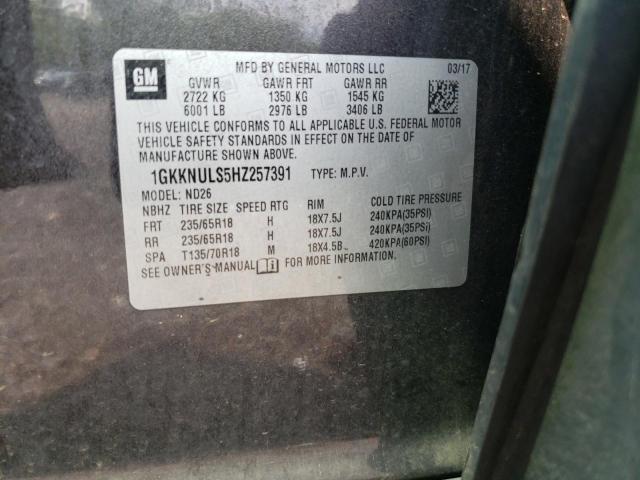 GM
MFD BY GENERAL MOTORS LLC 03/17
GVWR GAWR FRT GAWR RR
2722 KG 1350 KG 1545 KG
6001 LB 2976 LB 3406 LB
THIS VEHICLE CONFORMS TO ALL APPLICABLE U.S. FEDERAL MOTOR
VEHICLE SAFETY STANDARDS IN EFFECT ON THE DATE OF
MANUFACTURE SHOWN ABOVE.
1GKKNULS5HZ257391 TYPE: M.P.V.
MODEL: ND26
NBHZ TIRE SIZE SPEED RTG RIM COLD TIRE PRESSURE
FRT 235/65R18 H 18X7.5J 240KPA(35PSI)
RR 235/65R18 H 18X7.5J 240KPA(35PSI)
SPA T135/70R18 M 18X4.5B 420KPA(60PSI)
SEE OWNER'S MANUAL FOR MORE INFORMATION.